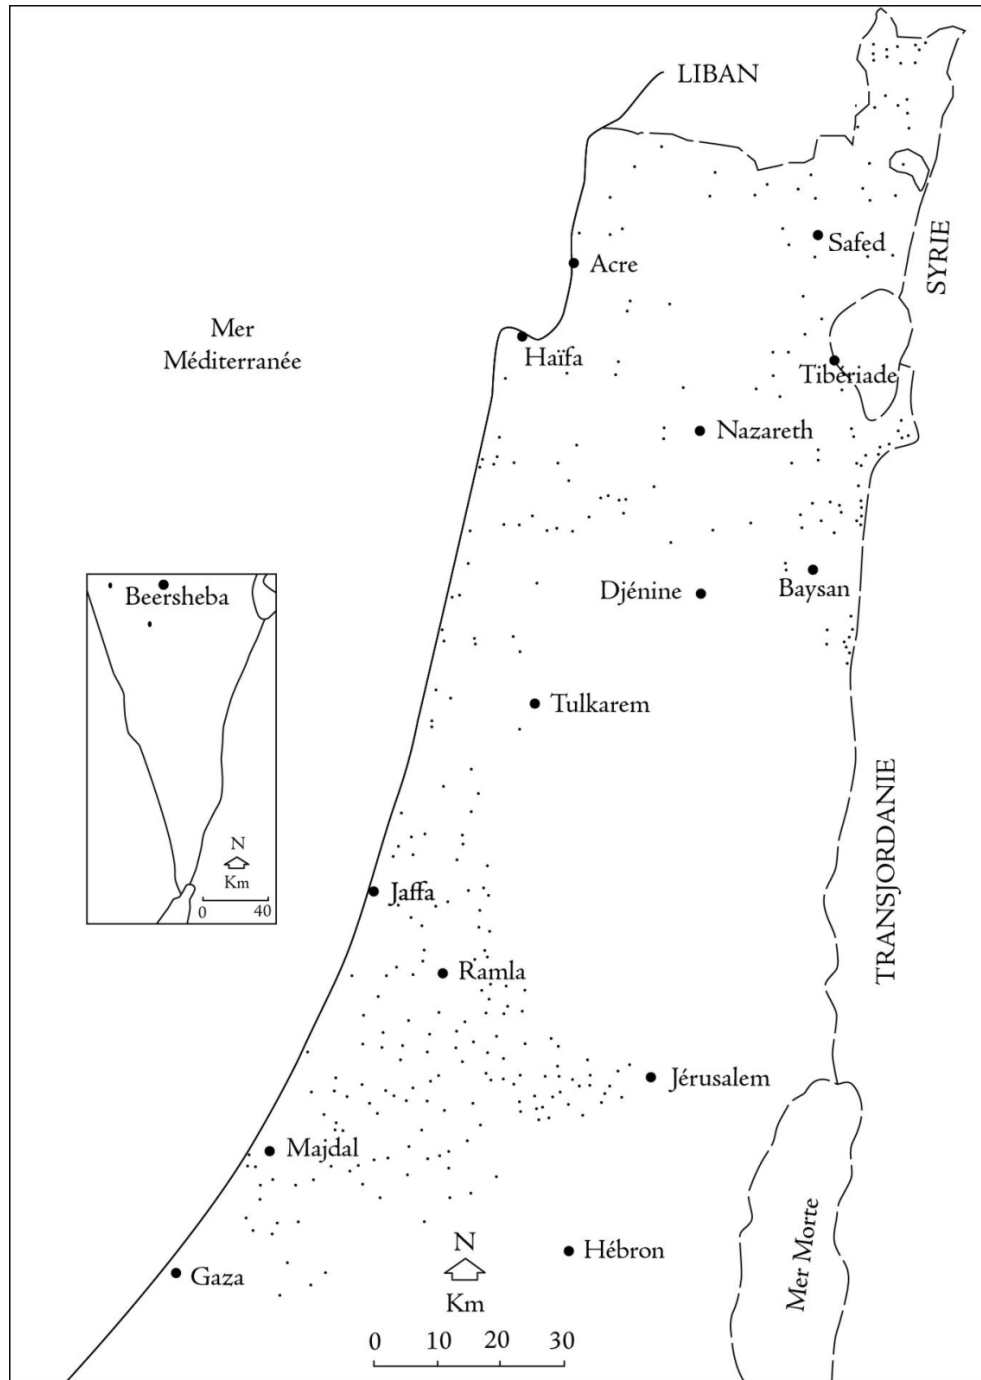 LIBAN
Safed
SYRIE
Acre
Mer
Méditerranée
Haïfa
Tibériade
Nazareth
Djénine
Baysan
Beersheba
Tulkarem
N
Km
0 40
TRANSJORDANIE
Jaffa
Ramla
Jérusalem
Majdal
Mer Morte
N
Hébron
Gaza
Km
0 10 20 30